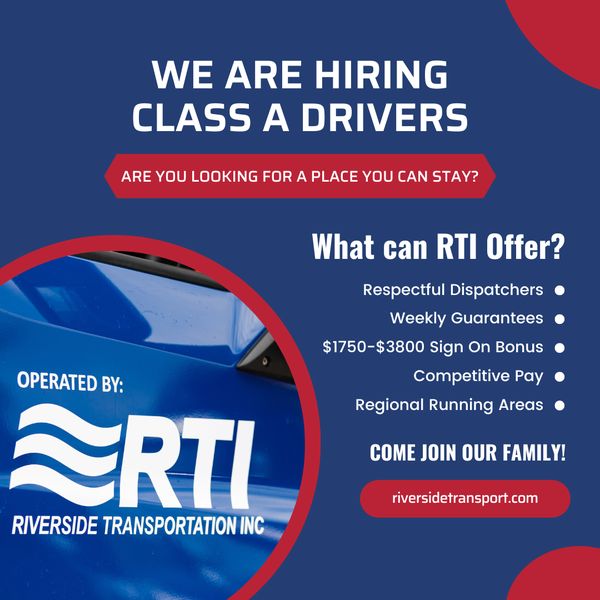 WE ARE HIRING
CLASS A DRIVERS
ARE YOU LOOKING FOR A PLACE YOU CAN STAY?
What can RTI Offer?
Respectful Dispatchers
Weekly Guarantees
$1750-$3800 Sign On Bonus
Competitive Pay
Regional Running Areas
COME JOIN OUR FAMILY!
riversidetransport.com
OPERATED BY:
RTI
RIVERSIDE TRANSPORTATION INC